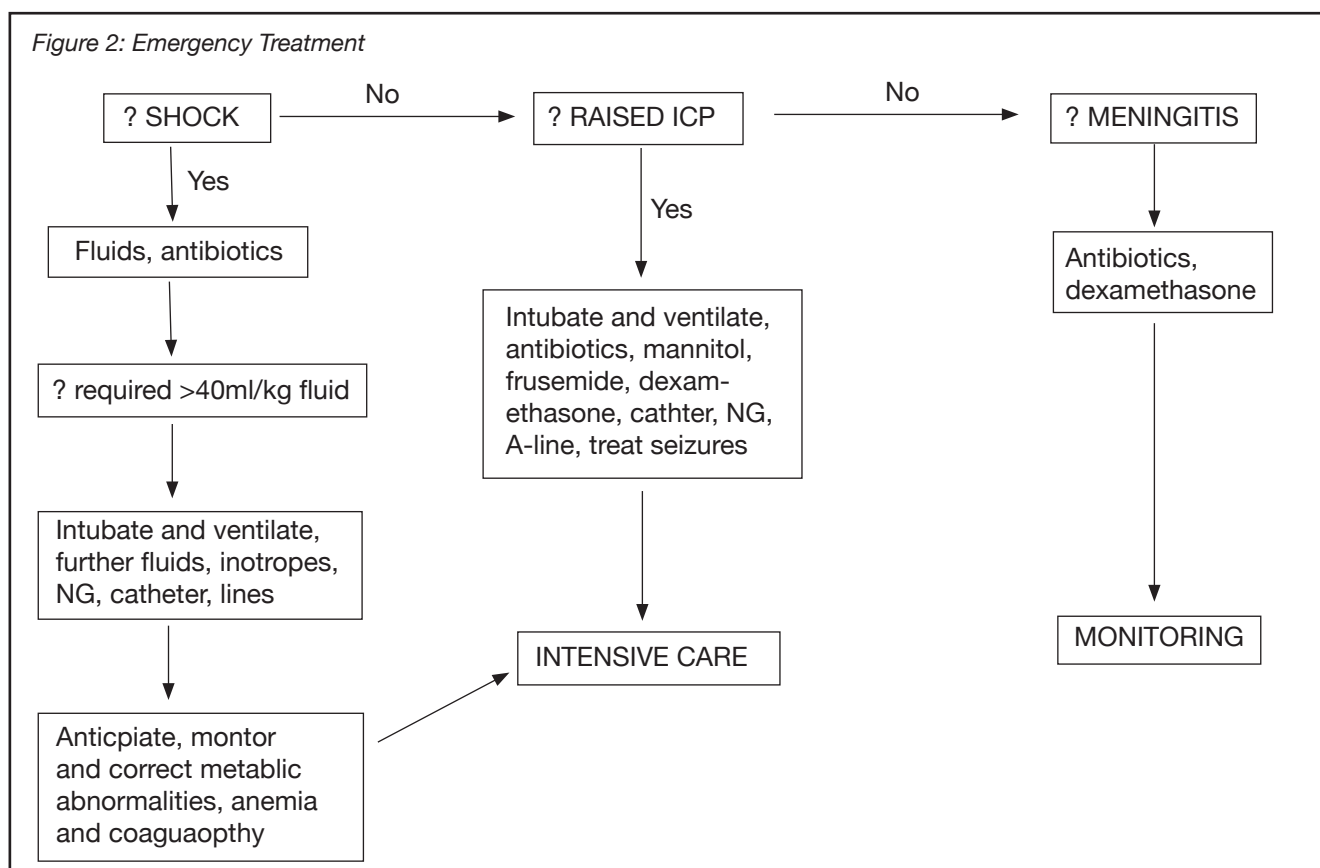 Figure 2: Emergency Treatment
? SHOCK
No
? RAISED ICP
No
? MENINGITIS
Yes
Fluids, antibiotics
? required >40ml/kg fluid
Intubate and ventilate,
further fluids, inotropes,
NG, catheter, lines
Anticpiate, montor
and correct metablic
abnormalities, anemia
and coaguaopthy
Yes
Intubate and ventilate,
antibiotics, mannitol,
frusemide, dexam-
ethasone, cathter, NG,
A-line, treat seizures
INTENSIVE CARE
Antibiotics,
dexamethasone
MONITORING